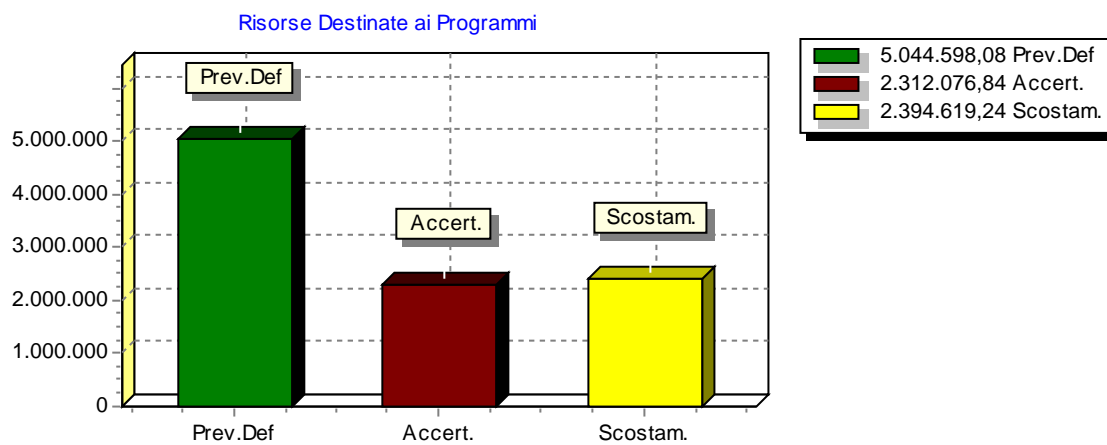 Risorse Destinate ai Programmi
5.044.598,08 Prev.Def
2.312.076,84 Accert.
2.394.619,24 Scostam.
Prev.Def
Accert.
Scostam.
5.000.000
4.000.000
3.000.000
2.000.000
1.000.000
0
Prev.Def Accert. Scostam.